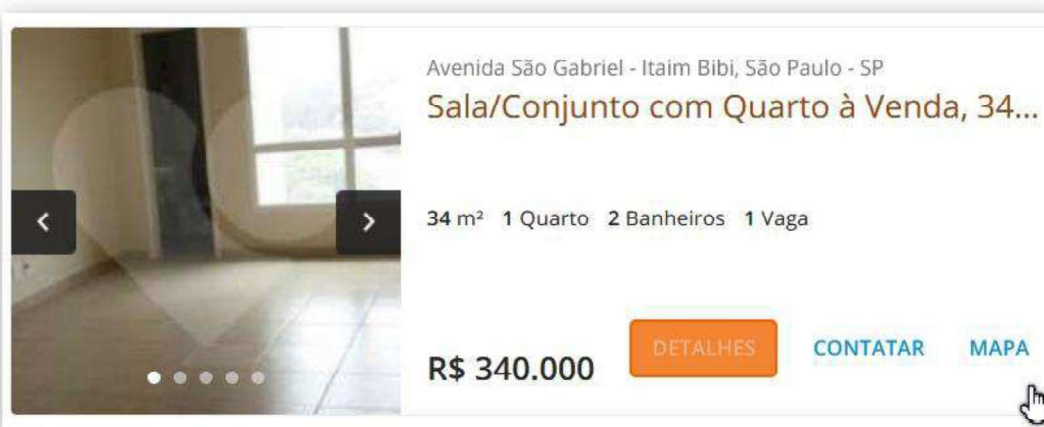 Avenida São Gabriel - Itaim Bibi, São Paulo - SP
Sala/Conjunto com Quarto à Venda, 34...
34 m² 1 Quarto 2 Banheiros 1 Vaga
R$ 340.000 DETALHES CONTATAR MAPA